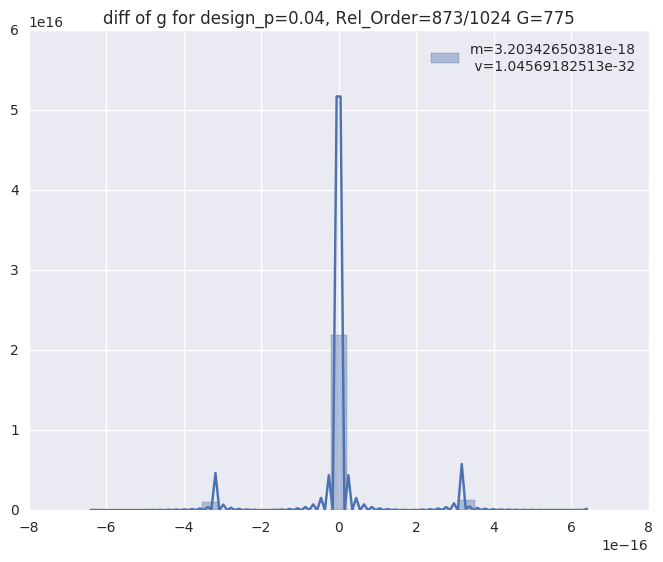 diff of g for design_p=0.04, Rel_Order=873/1024 G=775
1e16
m=3.20342650381e-18
v=1.04569182513e-32
6
5
4
3
2
1
0
−8 −6 −4 −2 0 2 4 6 8
1e−16